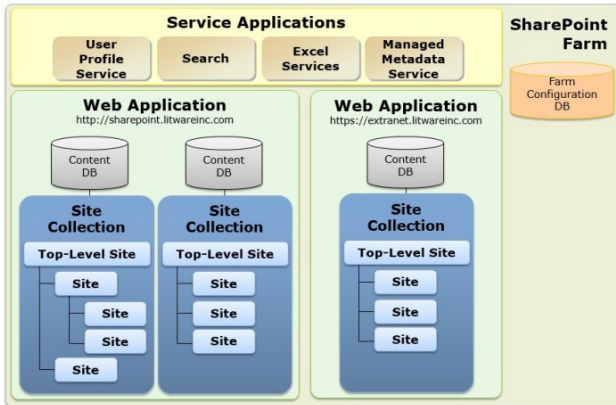 Service Applications
User
Profile
Service
Search
Excel
Services
Managed
Metadata
Service
SharePoint
Farm
Farm
Configuration
DB
Web Application
http://sharepoint.litwareinc.com
Content
DB
Content
DB
Site
Collection
Top-Level Site
Site
Site
Site
Site
Site
Collection
Top-Level Site
Site
Site
Site
Web Application
https://extranet.litwareinc.com
Content
DB
Site
Collection
Top-Level Site
Site
Site
Site